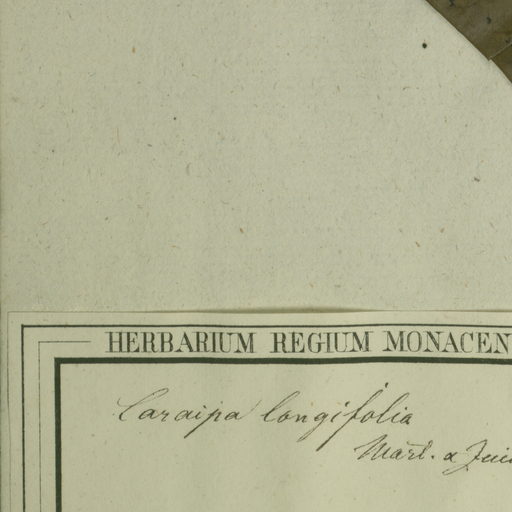 HERBARIUM REGIUM MONACEN
Caraipa longifolia
Mart. a